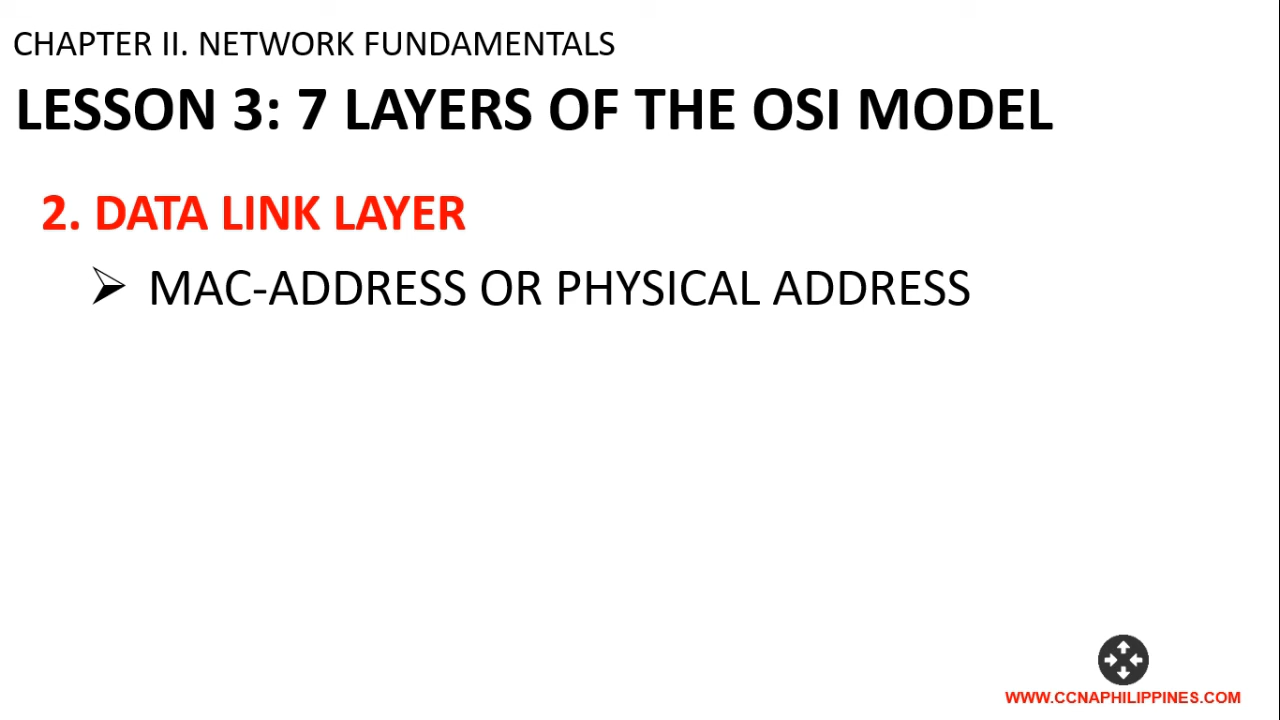 CHAPTER II. NETWORK FUNDAMENTALS
LESSON 3: 7 LAYERS OF THE OSI MODEL
2. DATA LINK LAYER
MAC-ADDRESS OR PHYSICAL ADDRESS
WWW.CCNAPHILIPPINES.COM